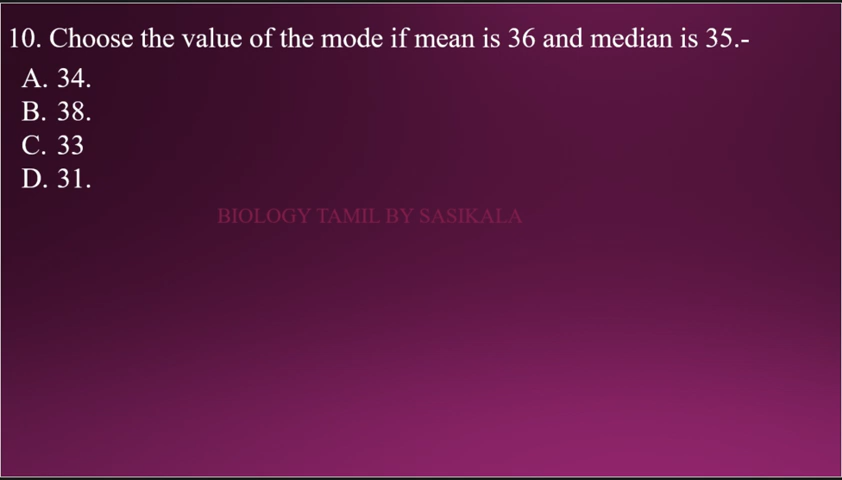 10. Choose the value of the mode if mean is 36 and median is 35.-
A. 34.
B. 38.
C. 33
D. 31.
BIOLOGY TAMIL BY SASIKALA